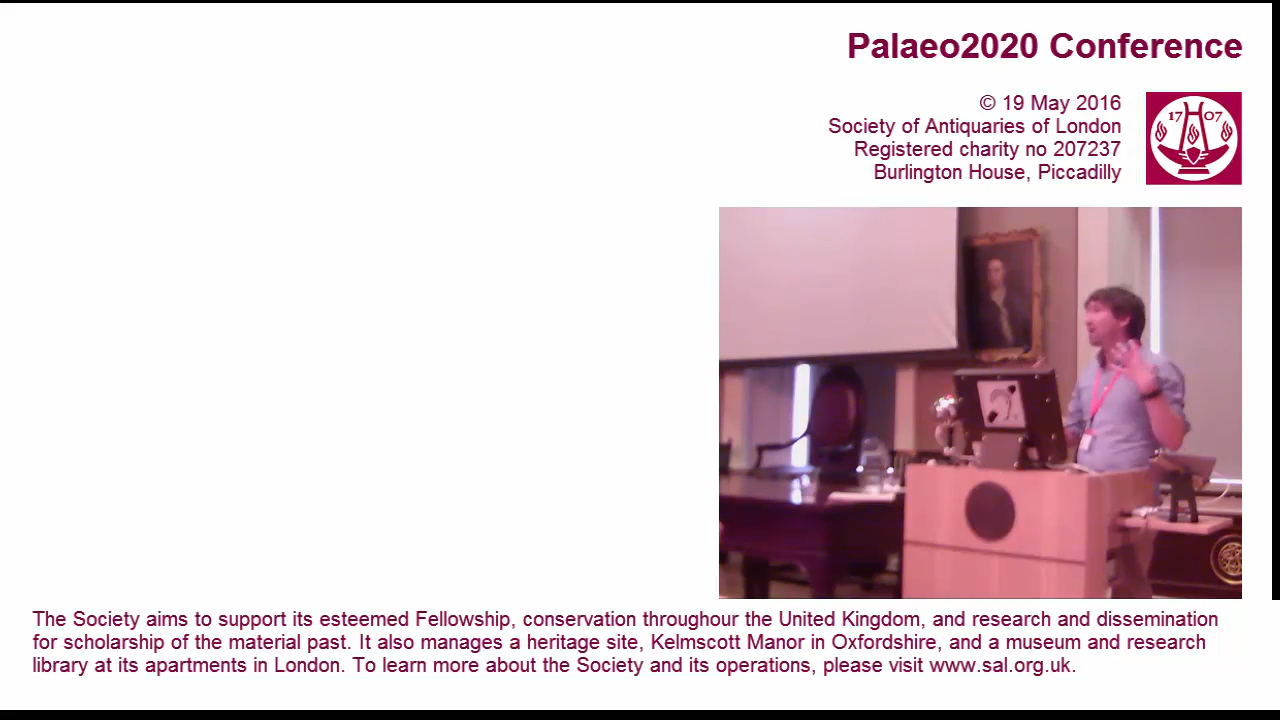 Palaeo2020 Conference
© 19 May 2016
Society of Antiquaries of London
Registered charity no 207237
Burlington House, Piccadilly
17 07
The Society aims to support its esteemed Fellowship, conservation throughour the United Kingdom, and research and dissemination
for scholarship of the material past. It also manages a heritage site, Kelmscott Manor in Oxfordshire, and a museum and research
library at its apartments in London. To learn more about the Society and its operations, please visit www.sal.org.uk.